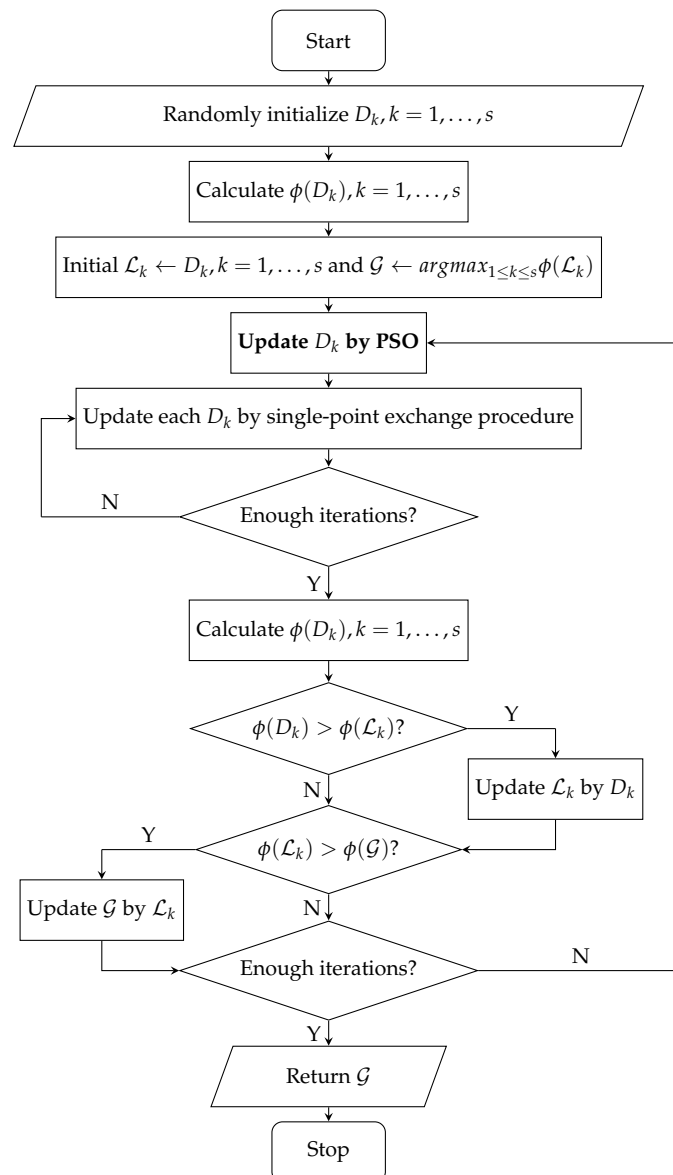 Start
Randomly initialize D_k, k = 1, . . . , s
Calculate ϕ(D_k), k = 1, . . . , s
Initial ℒ_k ← D_k, k = 1, . . . , s and 𝒢 ← argmax_{1≤k≤s} ϕ(ℒ_k)
Update D_k by PSO
Update each D_k by single-point exchange procedure
N
Enough iterations?
Y
Calculate ϕ(D_k), k = 1, . . . , s
ϕ(D_k) > ϕ(ℒ_k)?
Y
N
Update ℒ_k by D_k
Y
ϕ(ℒ_k) > ϕ(𝒢)?
Update 𝒢 by ℒ_k
N
Enough iterations?
N
Y
Return 𝒢
Stop